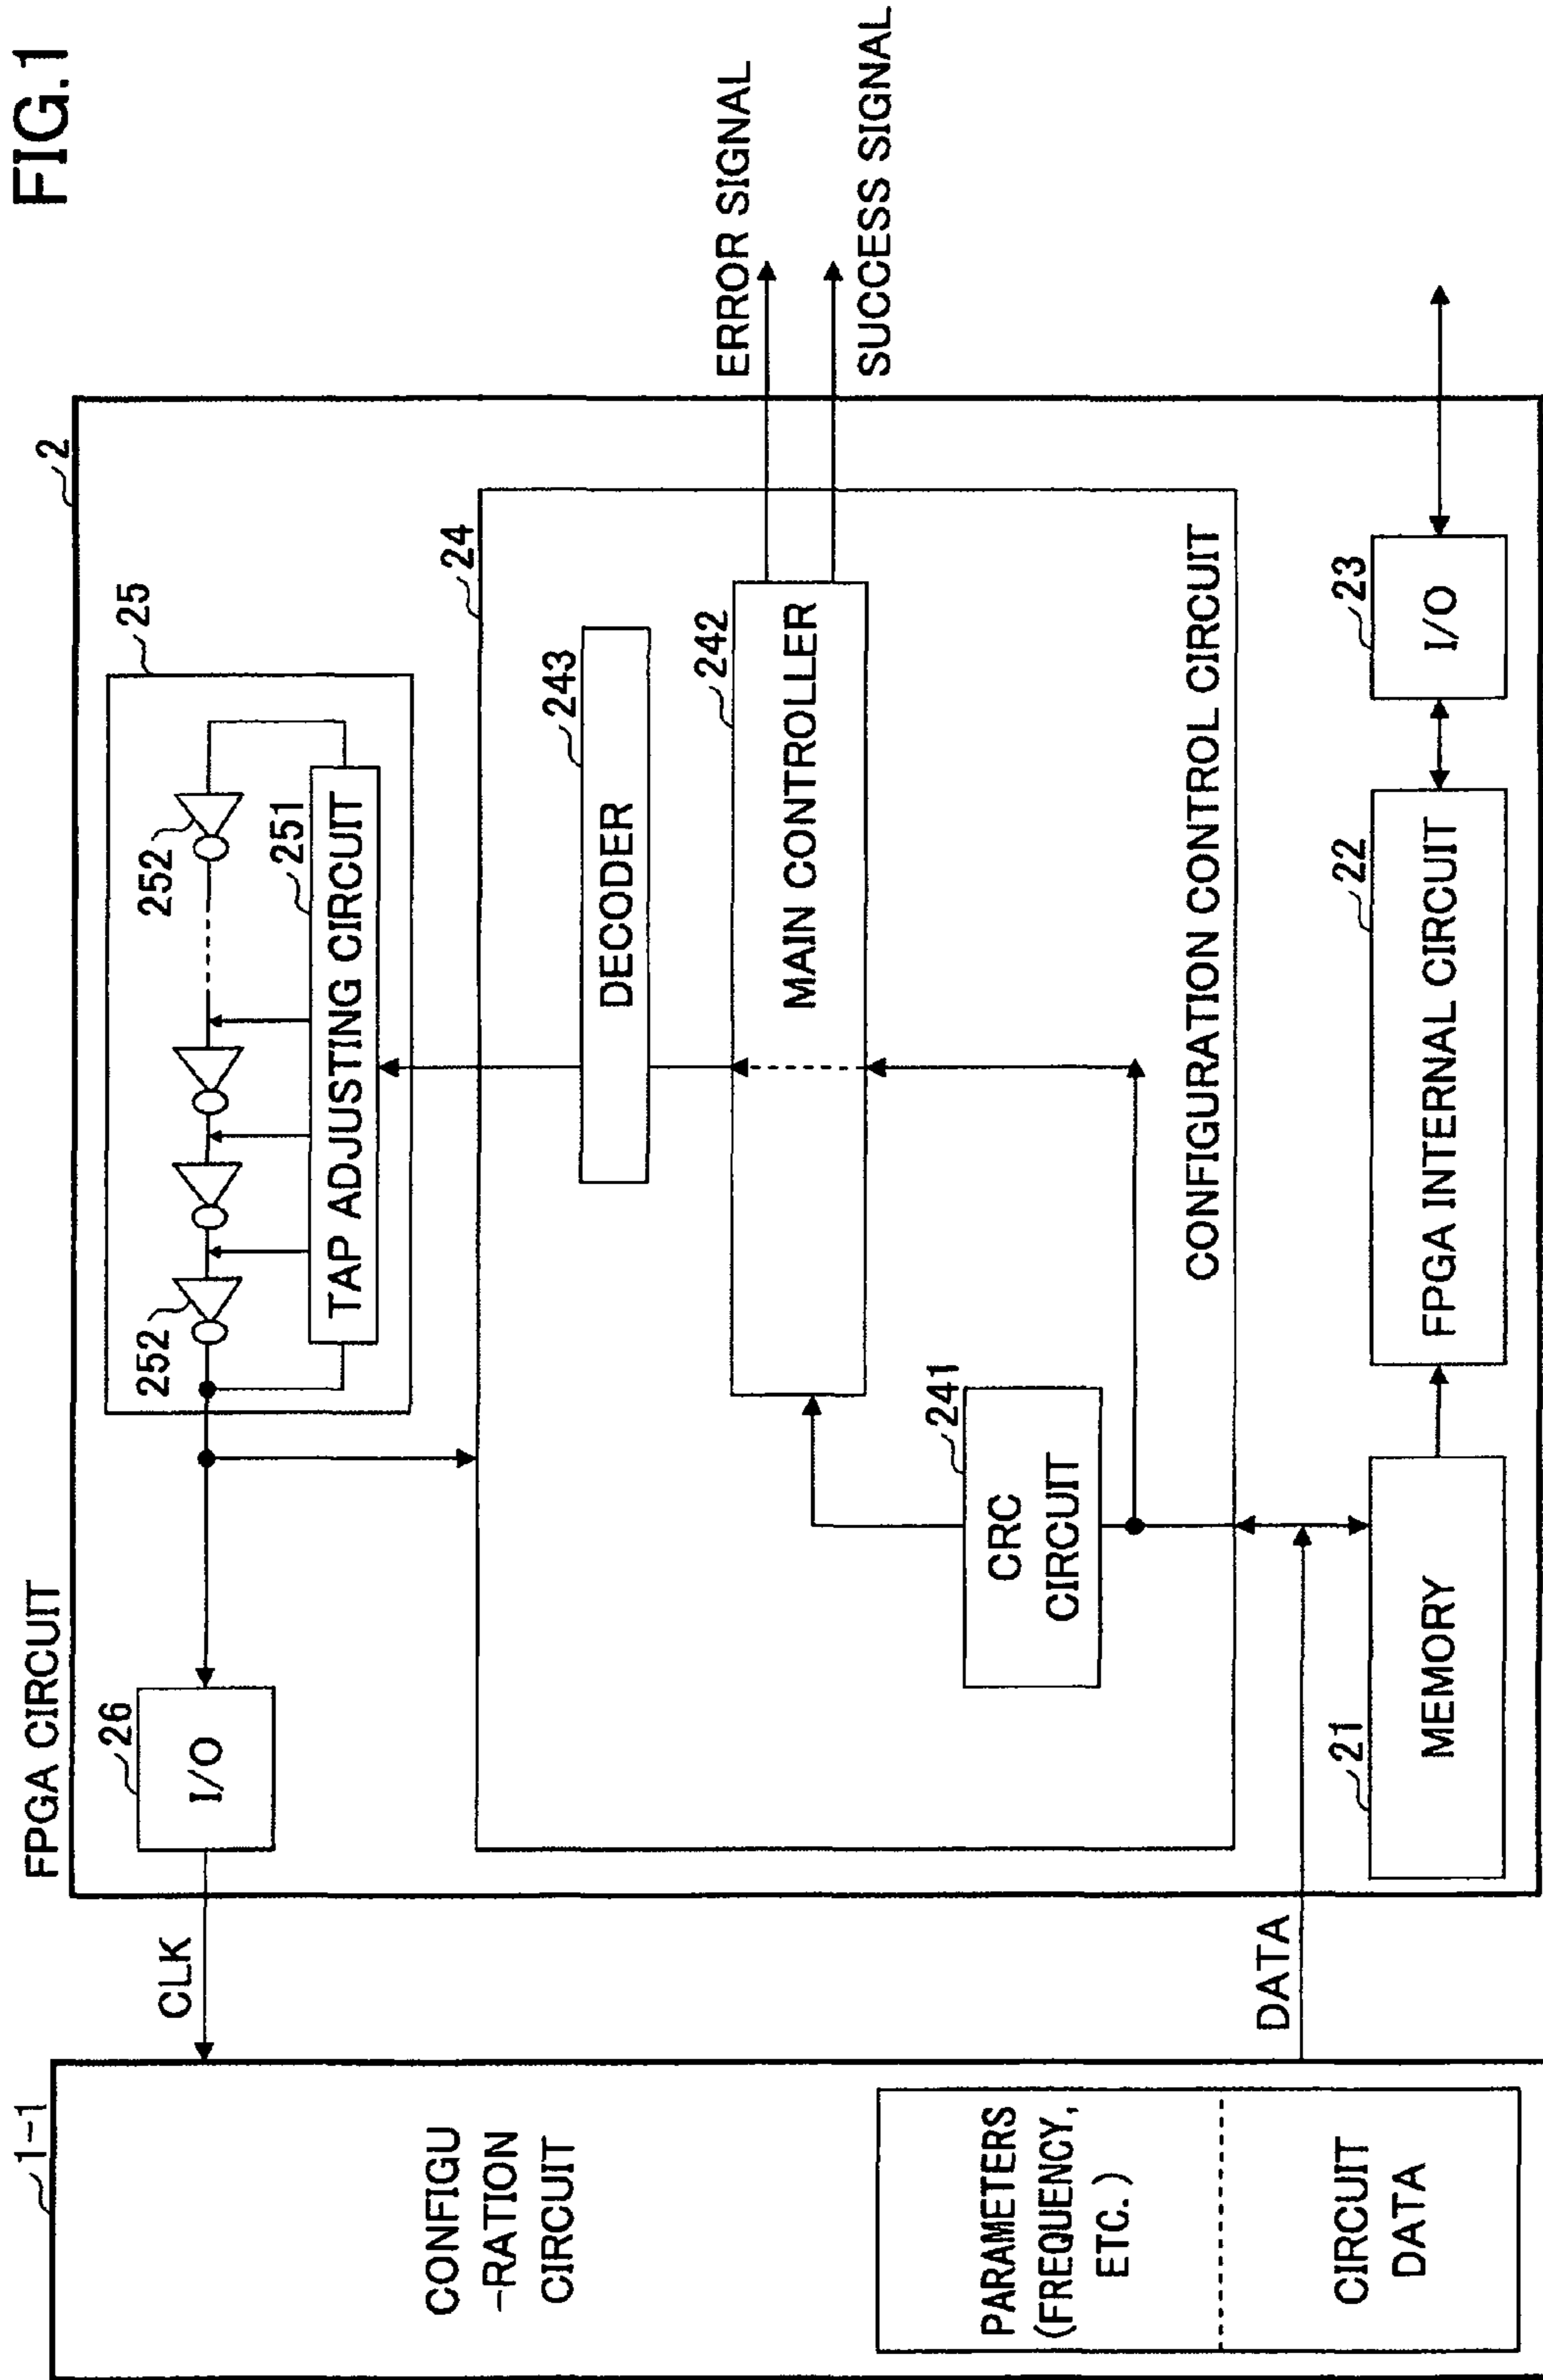 FIG.1
1-1
CONFIGU
-RATION
CIRCUIT
PARAMETERS
(FREQUENCY,
ETC.)
CIRCUIT
DATA
CLK
DATA
FPGA CIRCUIT
2
26
I/O
25
252
252
251
TAP ADJUSTING CIRCUIT
24
243
DECODER
242
MAIN CONTROLLER
241
CRC
CIRCUIT
CONFIGURATION CONTROL CIRCUIT
21
MEMORY
22
FPGA INTERNAL CIRCUIT
23
I/O
ERROR SIGNAL
SUCCESS SIGNAL